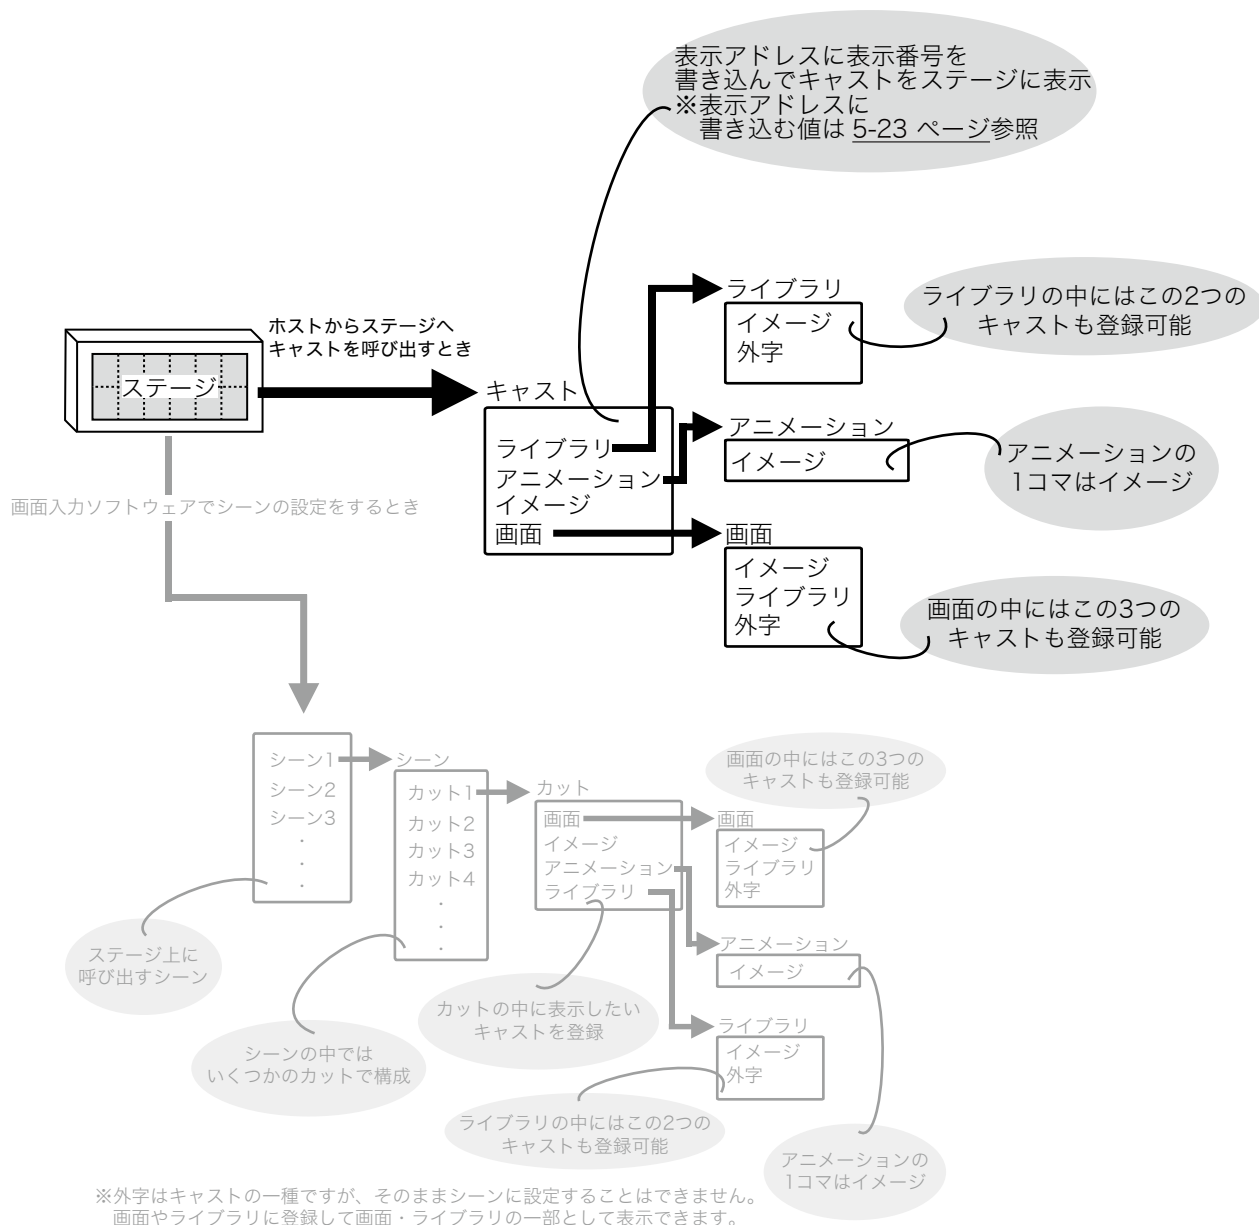 表示アドレスに表示番号を
書き込んでキャストをステージに表示
※表示アドレスに
書き込む値は 5-23 ページ参照
ホストからステージへ
キャストを呼び出すとき
ステージ
キャスト
ライブラリ
アニメーション
イメージ
画面
ライブラリ
イメージ
外字
ライブラリの中にはこの2つの
キャストも登録可能
アニメーション
イメージ
アニメーションの
1コマはイメージ
画面
イメージ
ライブラリ
外字
画面の中にはこの3つの
キャストも登録可能
画面入力ソフトウェアでシーンの設定をするとき
シーン1
シーン2
シーン3
・
・
・
ステージ上に
呼び出すシーン
シーン
カット1
カット2
カット3
カット4
・
・
・
シーンの中では
いくつかのカットで構成
カット
画面
イメージ
アニメーション
ライブラリ
カットの中に表示したい
キャストを登録
画面の中にはこの3つの
キャストも登録可能
画面
イメージ
ライブラリ
外字
アニメーション
イメージ
ライブラリ
イメージ
外字
ライブラリの中にはこの2つの
キャストも登録可能
アニメーションの
1コマはイメージ
※外字はキャストの一種ですが、そのままシーンに設定することはできません。
画面やライブラリに登録して画面・ライブラリの一部として表示できます。